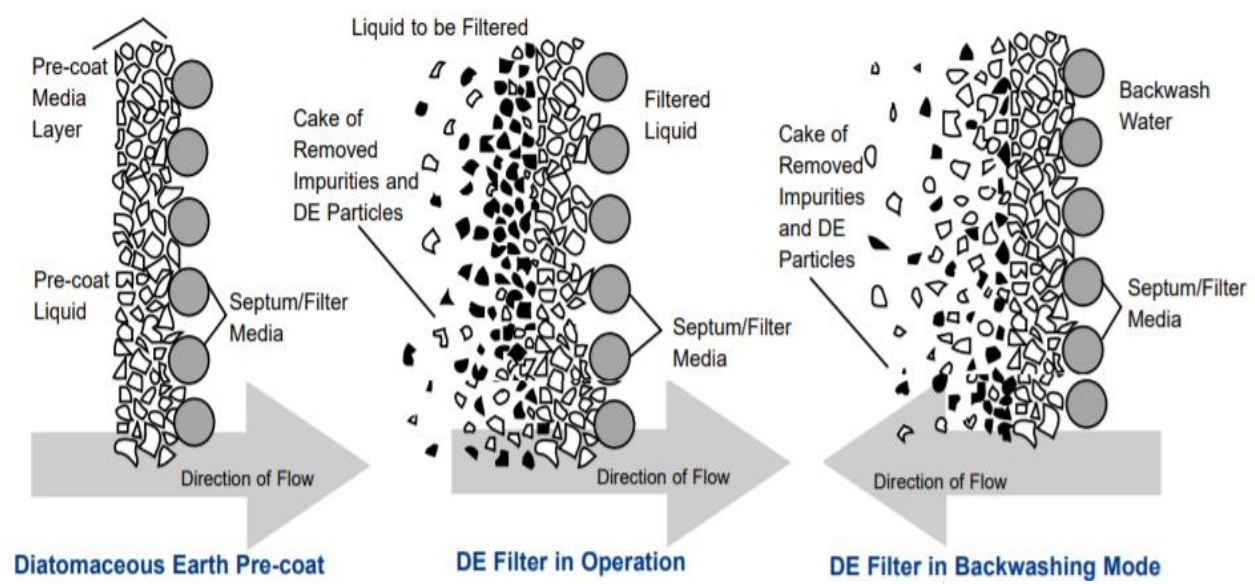 Pre-coat
Media
Layer
Pre-coat
Liquid
Septum/Filter
Media
Direction of Flow
Diatomaceous Earth Pre-coat
Liquid to be Filtered
Cake of
Removed
Impurities and
DE Particles
Filtered
Liquid
Septum/Filter
Media
Direction of Flow
DE Filter in Operation
Cake of
Removed
Impurities
and DE
Particles
Backwash
Water
Septum/Filter
Media
Direction of Flow
DE Filter in Backwashing Mode